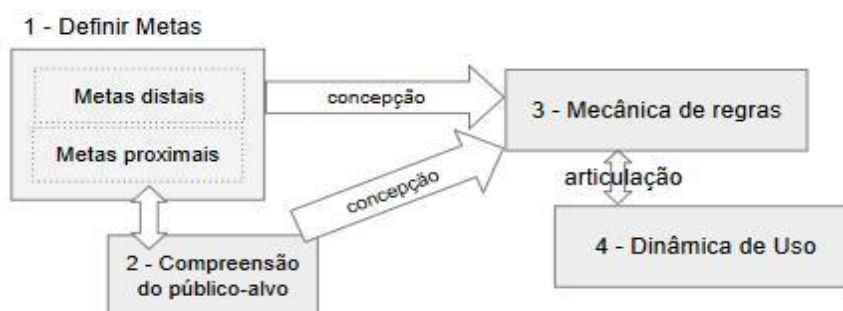 1 - Definir Metas
Metas distais
Metas proximais
concepção
3 - Mecânica de regras
concepção
articulação
2 - Compreensão
do público-alvo
4 - Dinâmica de Uso